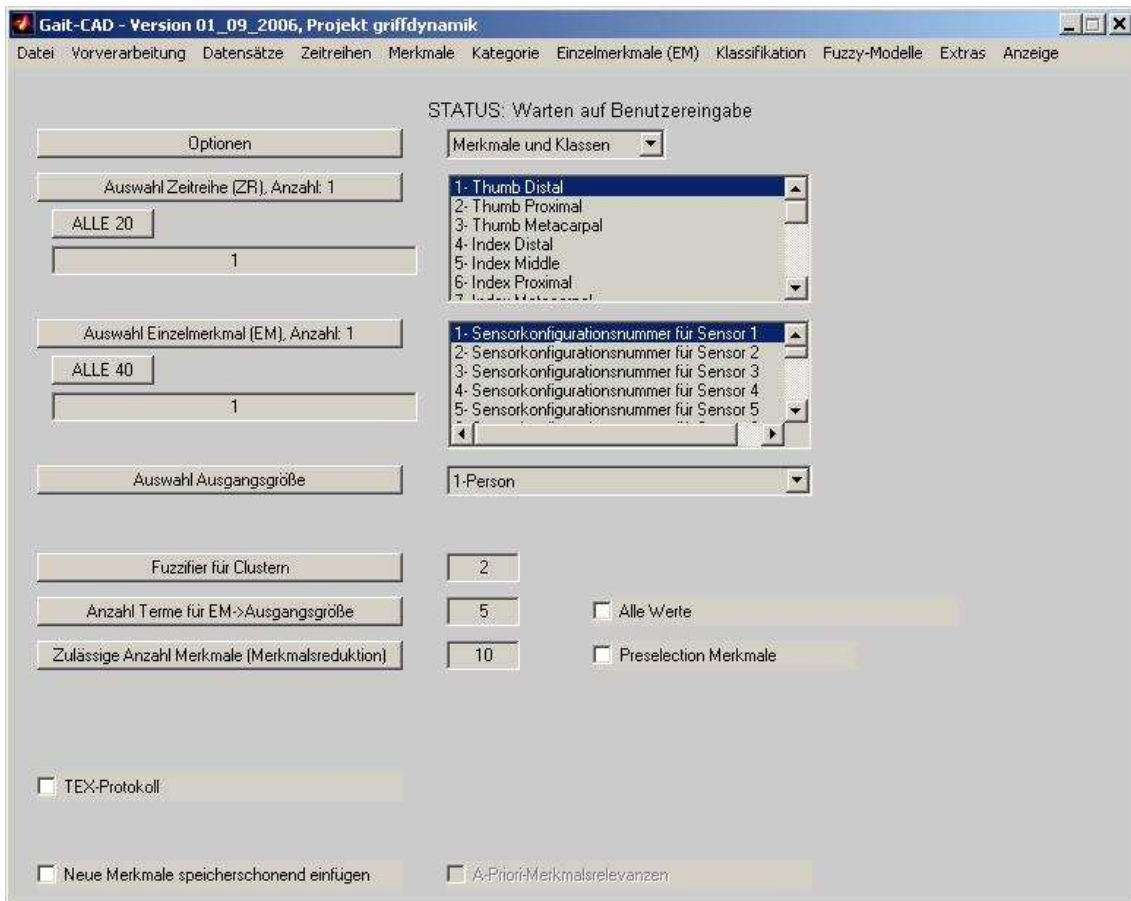 Gait-CAD - Version 01_09_2006, Projekt griffdynamik
Datei Vorverarbeitung Datensätze Zeitreihen Merkmale Kategorie Einzelmerkmale (EM) Klassifikation Fuzzy-Modelle Extras Anzeige
STATUS: Warten auf Benutzereingabe
Optionen Merkmale und Klassen
Auswahl Zeitreihe (ZR), Anzahl: 1
ALLE 20
1
1- Thumb Distal
2- Thumb Proximal
3- Thumb Metacarpal
4- Index Distal
5- Index Middle
6- Index Proximal
7- Index Metacarpal
Auswahl Einzelmerkmal (EM), Anzahl: 1
ALLE 40
1
1- Sensorkonfigurationsnummer für Sensor 1
2- Sensorkonfigurationsnummer für Sensor 2
3- Sensorkonfigurationsnummer für Sensor 3
4- Sensorkonfigurationsnummer für Sensor 4
5- Sensorkonfigurationsnummer für Sensor 5
Auswahl Ausgangsgröße 1-Person
Fuzzifier für Clustern 2
Anzahl Terme für EM->Ausgangsgröße 5 Alle Werte
Zulässige Anzahl Merkmale (Merkmalsreduktion) 10 Preselection Merkmale
TEX-Protokoll
Neue Merkmale speicherschonend einfügen A-Priori-Merkmalsrelevanzen